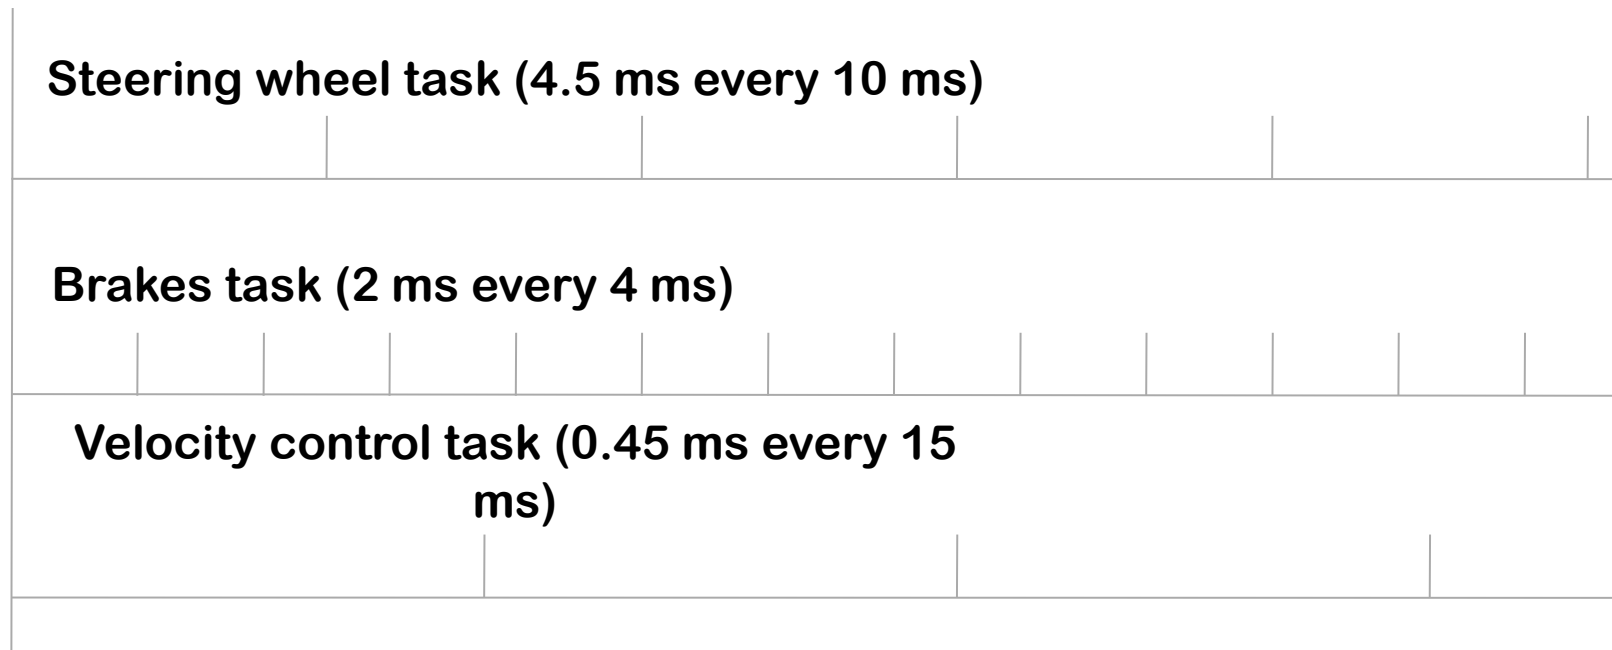 Steering wheel task (4.5 ms every 10 ms)
Brakes task (2 ms every 4 ms)
Velocity control task (0.45 ms every 15
ms)